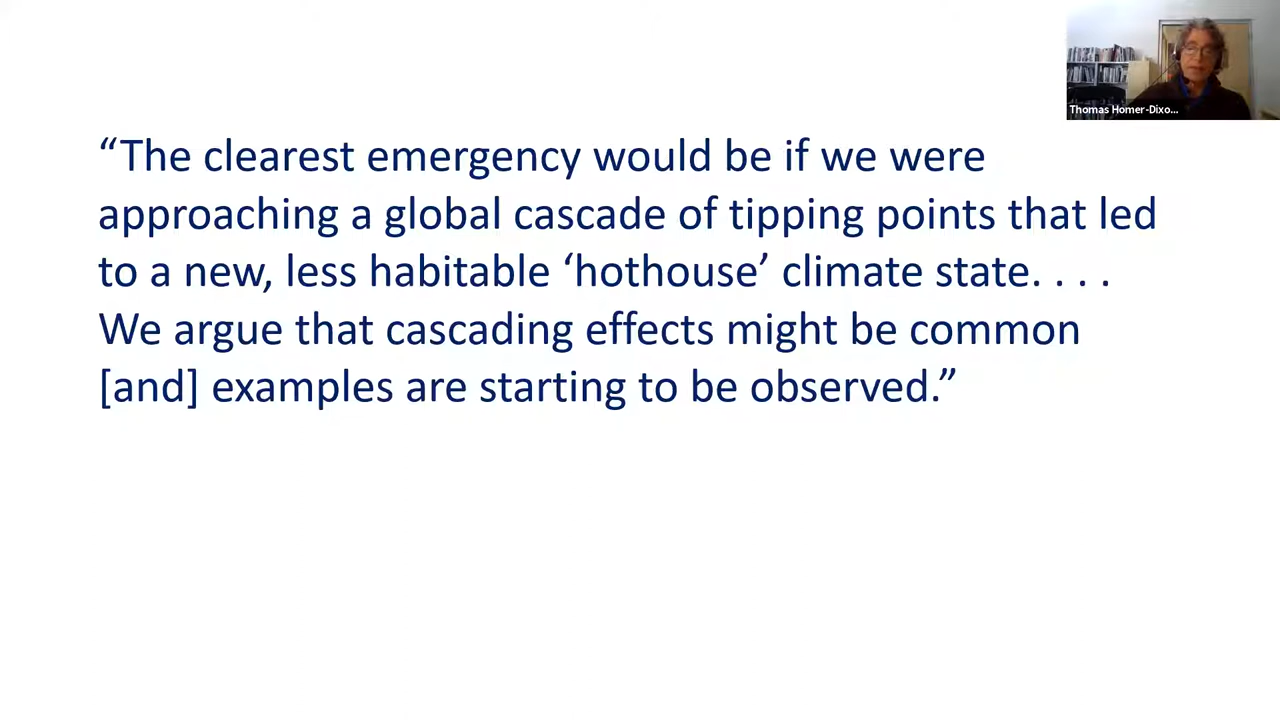 Thomas Homer-Dixo...
“The clearest emergency would be if we were
approaching a global cascade of tipping points that led
to a new, less habitable ‘hothouse’ climate state. . . .
We argue that cascading effects might be common
[and] examples are starting to be observed.”